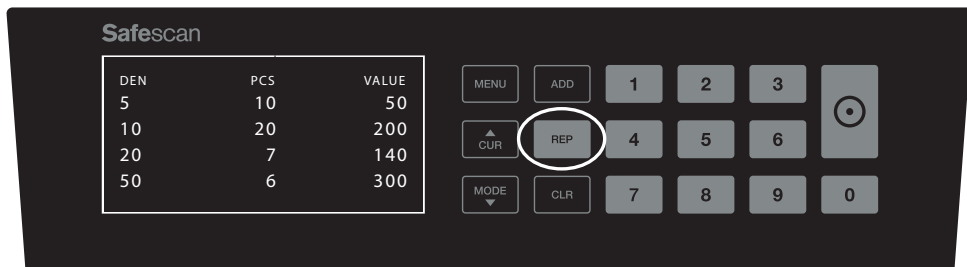 Safescan
DEN PCS VALUE
5 10 50
10 20 200
20 7 140
50 6 300
MENU ADD 1 2 3
CUR REP 4 5 6
MODE CLR 7 8 9 0